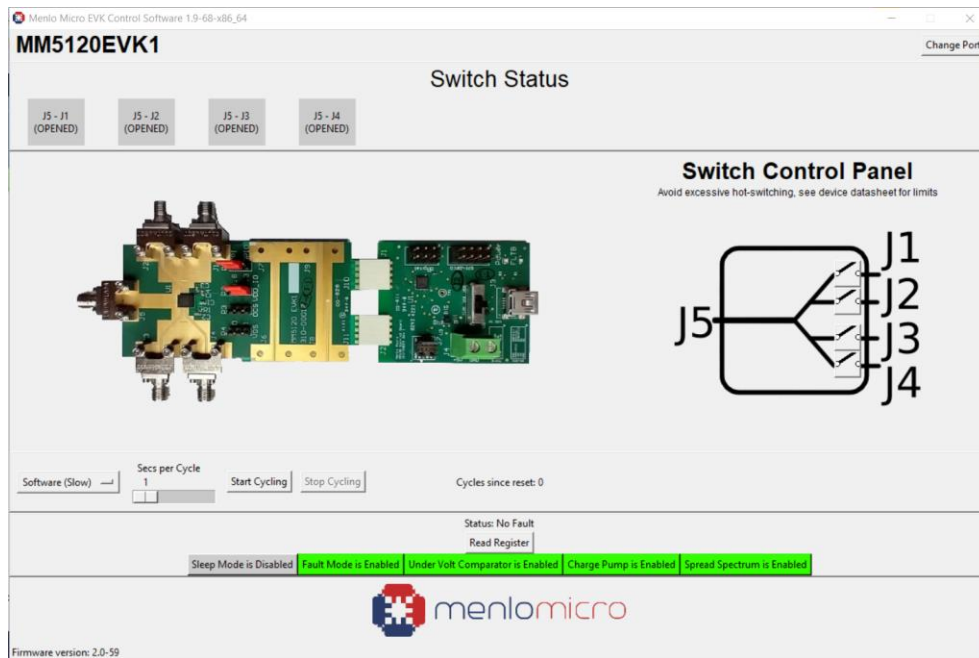 Menlo Micro EVK Control Software 1.9-68-x86_64
MM5120EVK1
Change Port
Switch Status
J5 - J1
(OPENED)
J5 - J2
(OPENED)
J5 - J3
(OPENED)
J5 - J4
(OPENED)
Switch Control Panel
Avoid excessive hot-switching, see device datasheet for limits
J1
J2
J5
J3
J4
Software (Slow)
Secs per Cycle
1
Start Cycling
Stop Cycling
Cycles since reset: 0
Status: No Fault
Read Register
Sleep Mode is Disabled
Fault Mode is Enabled
Under Volt Comparator is Enabled
Charge Pump is Enabled
Spread Spectrum is Enabled
menlomicro
Firmware version: 2.0-59